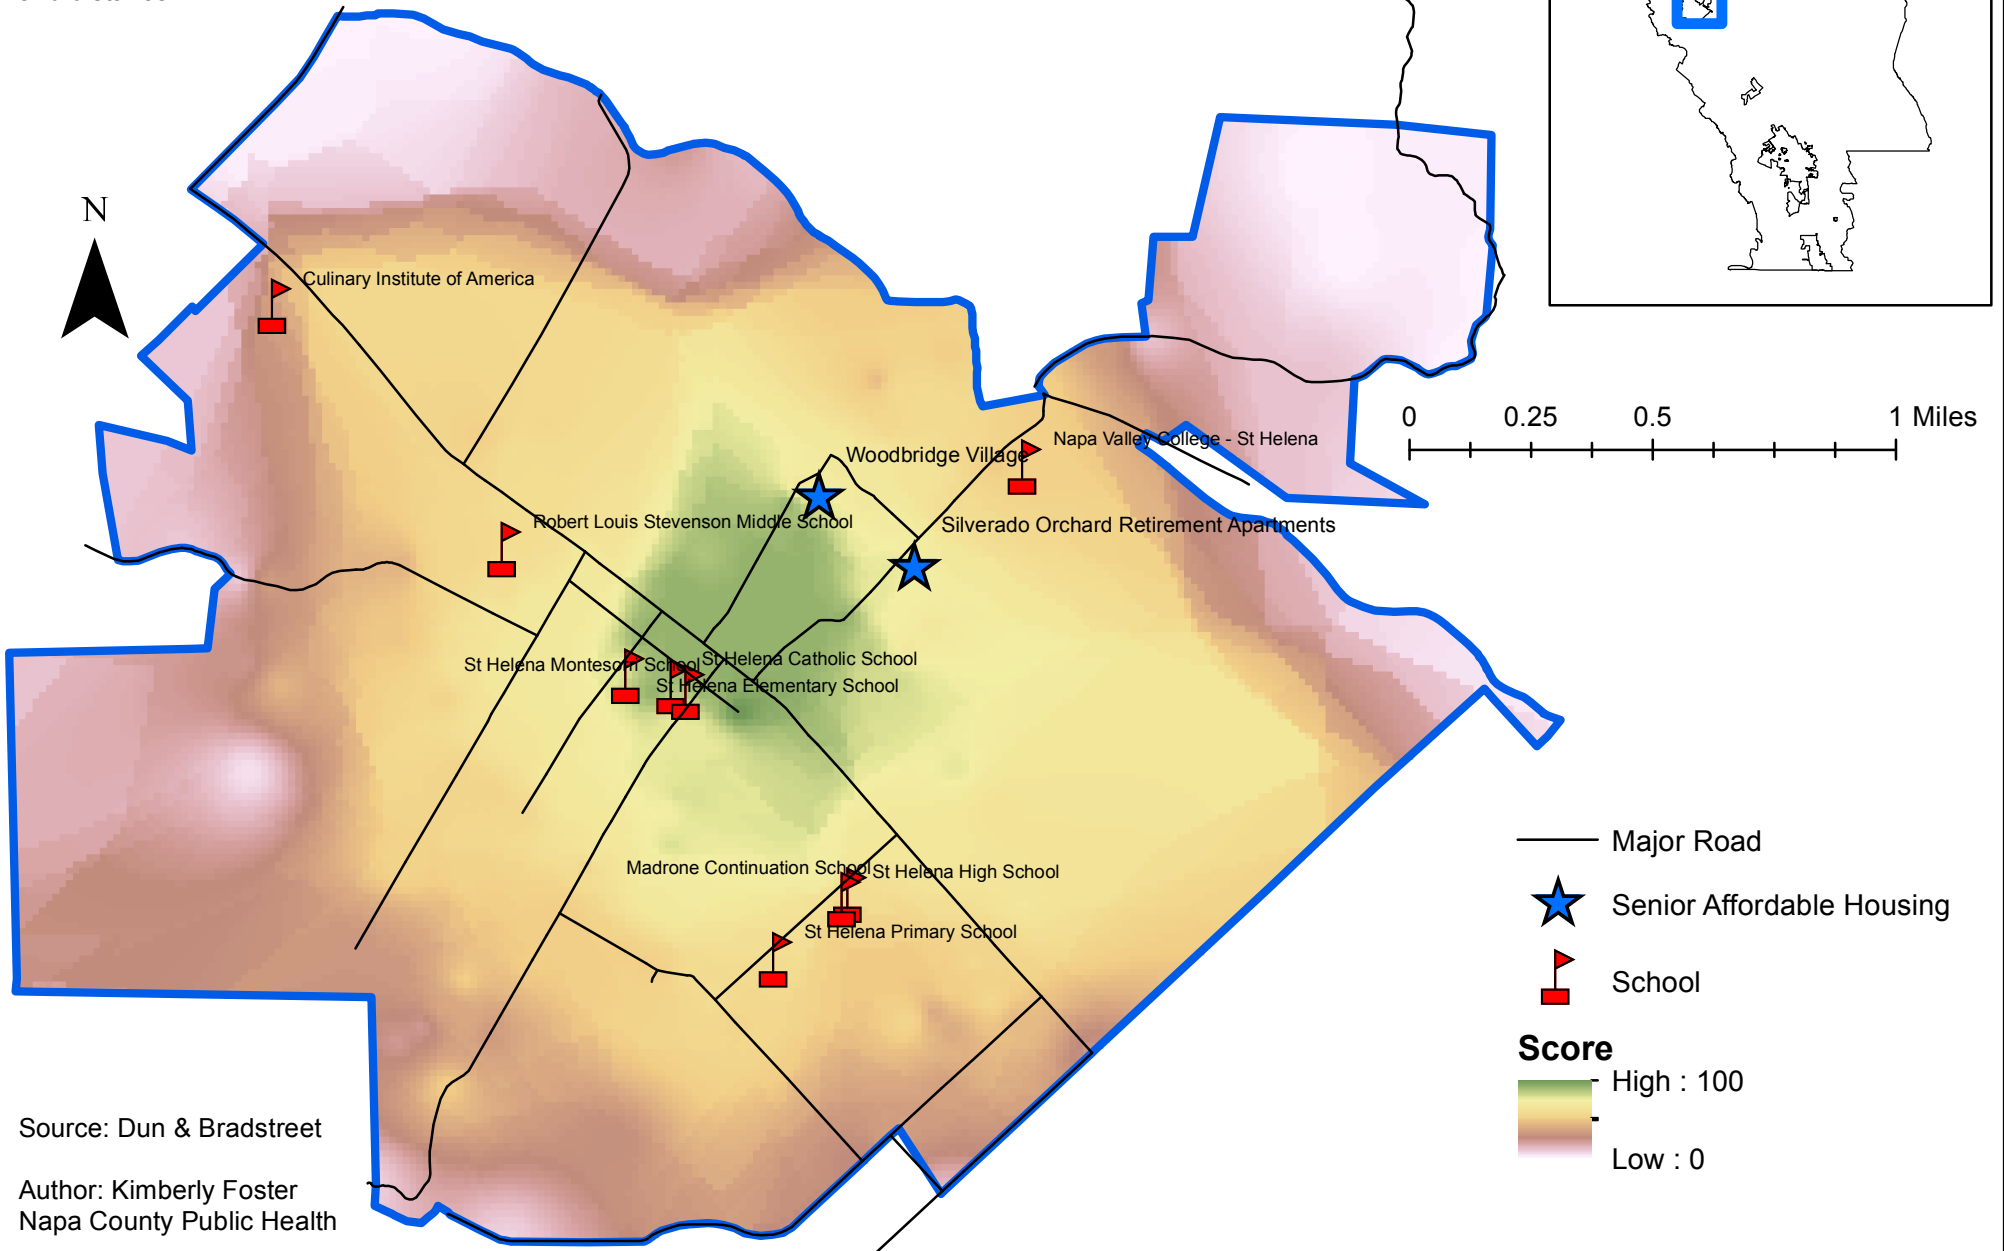 N
Culinary Institute of America
0 0.25 0.5 1 Miles
Napa Valley College - St Helena
Woodbridge Village
Robert Louis Stevenson Middle School
Silverado Orchard Retirement Apartments
St Helena Montesorri School
St Helena Catholic School
St Helena Elementary School
Major Road
Madrone Continuation School
St Helena High School
Senior Affordable Housing
St Helena Primary School
School
Score
High : 100
Low : 0
Source: Dun & Bradstreet
Author: Kimberly Foster
Napa County Public Health